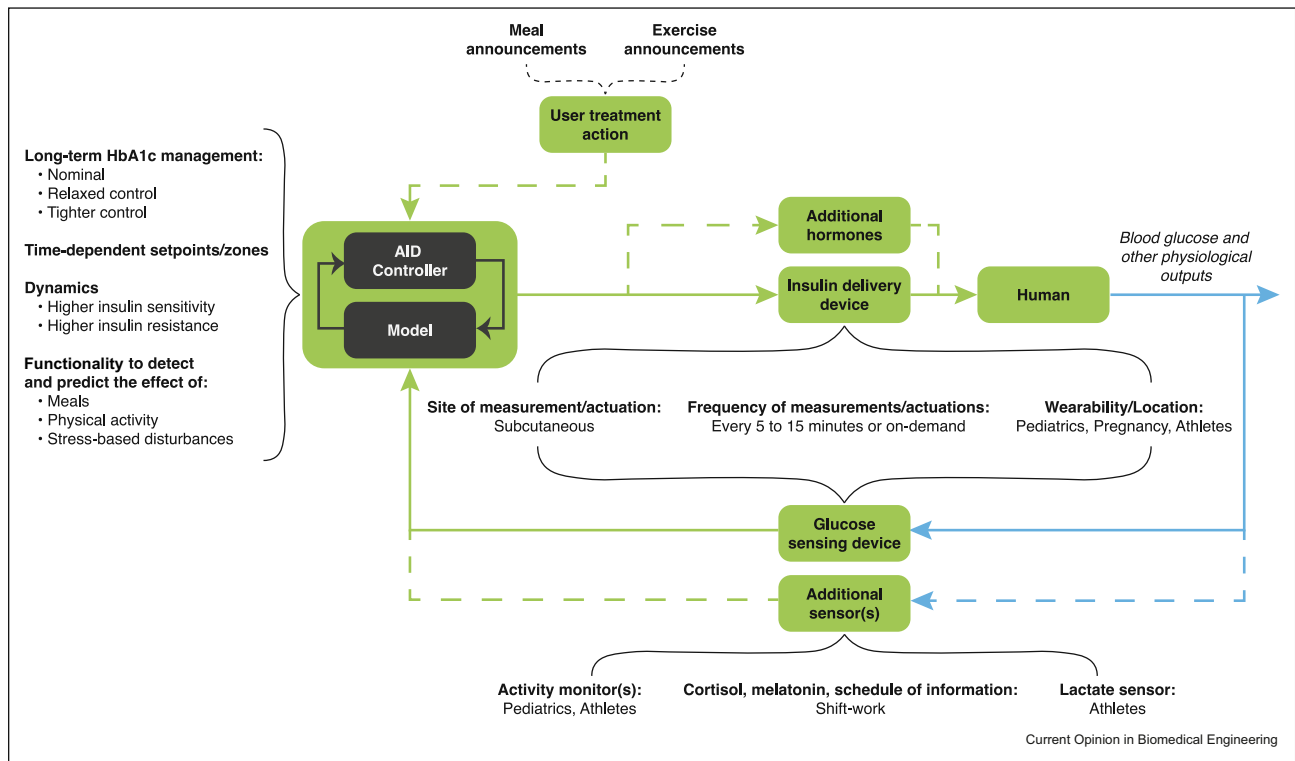 Meal
announcements
Exercise
announcements
User treatment
action
Long-term HbA1c management:
• Nominal
• Relaxed control
• Tighter control
Time-dependent setpoints/zones
Dynamics
• Higher insulin sensitivity
• Higher insulin resistance
Functionality to detect
and predict the effect of:
• Meals
• Physical activity
• Stress-based disturbances
AID
Controller
Model
Additional
hormones
Insulin delivery
device
Human
Blood glucose and
other physiological
outputs
Site of measurement/actuation:
Subcutaneous
Frequency of measurements/actuations:
Every 5 to 15 minutes or on-demand
Wearability/Location:
Pediatrics, Pregnancy, Athletes
Glucose
sensing device
Additional
sensor(s)
Activity monitor(s):
Pediatrics, Athletes
Cortisol, melatonin, schedule of information:
Shift-work
Lactate sensor:
Athletes
Current Opinion in Biomedical Engineering